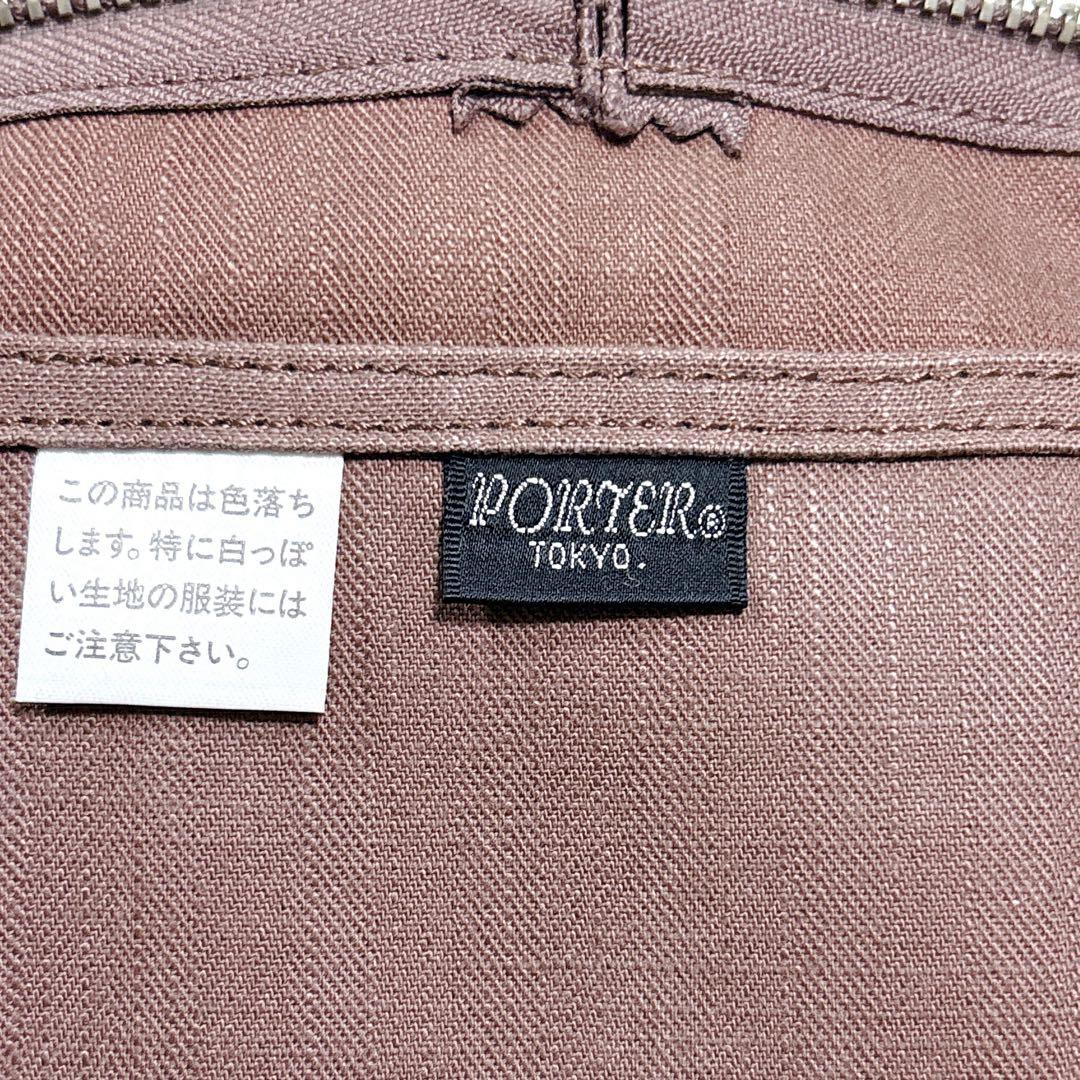 この商品は色落ち
します。特に白っぽ
い生地の服装には
ご注意下さい。
PORTER®
TOKYO.